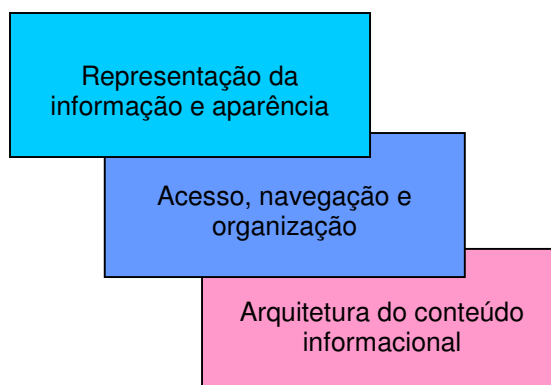 Representação da
informação e aparência
Acesso, navegação e
organização
Arquitetura do conteúdo
informacional